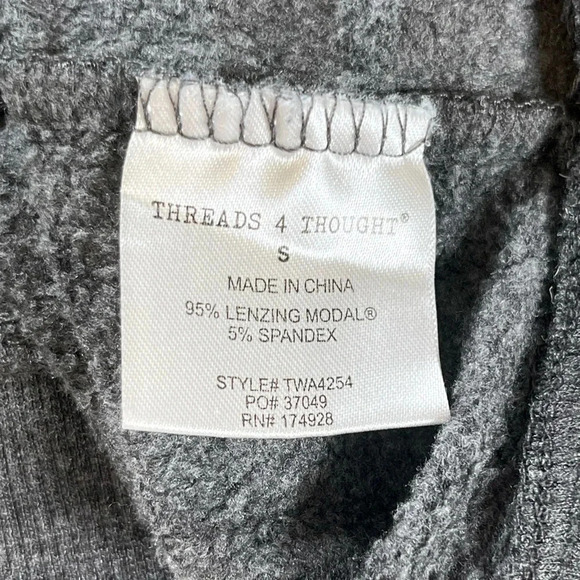 THREADS 4 THOUGHT®
S
MADE IN CHINA
95% LENZING MODAL®
5% SPANDEX
STYLE# TWA4254
PO# 37049
RN# 174928